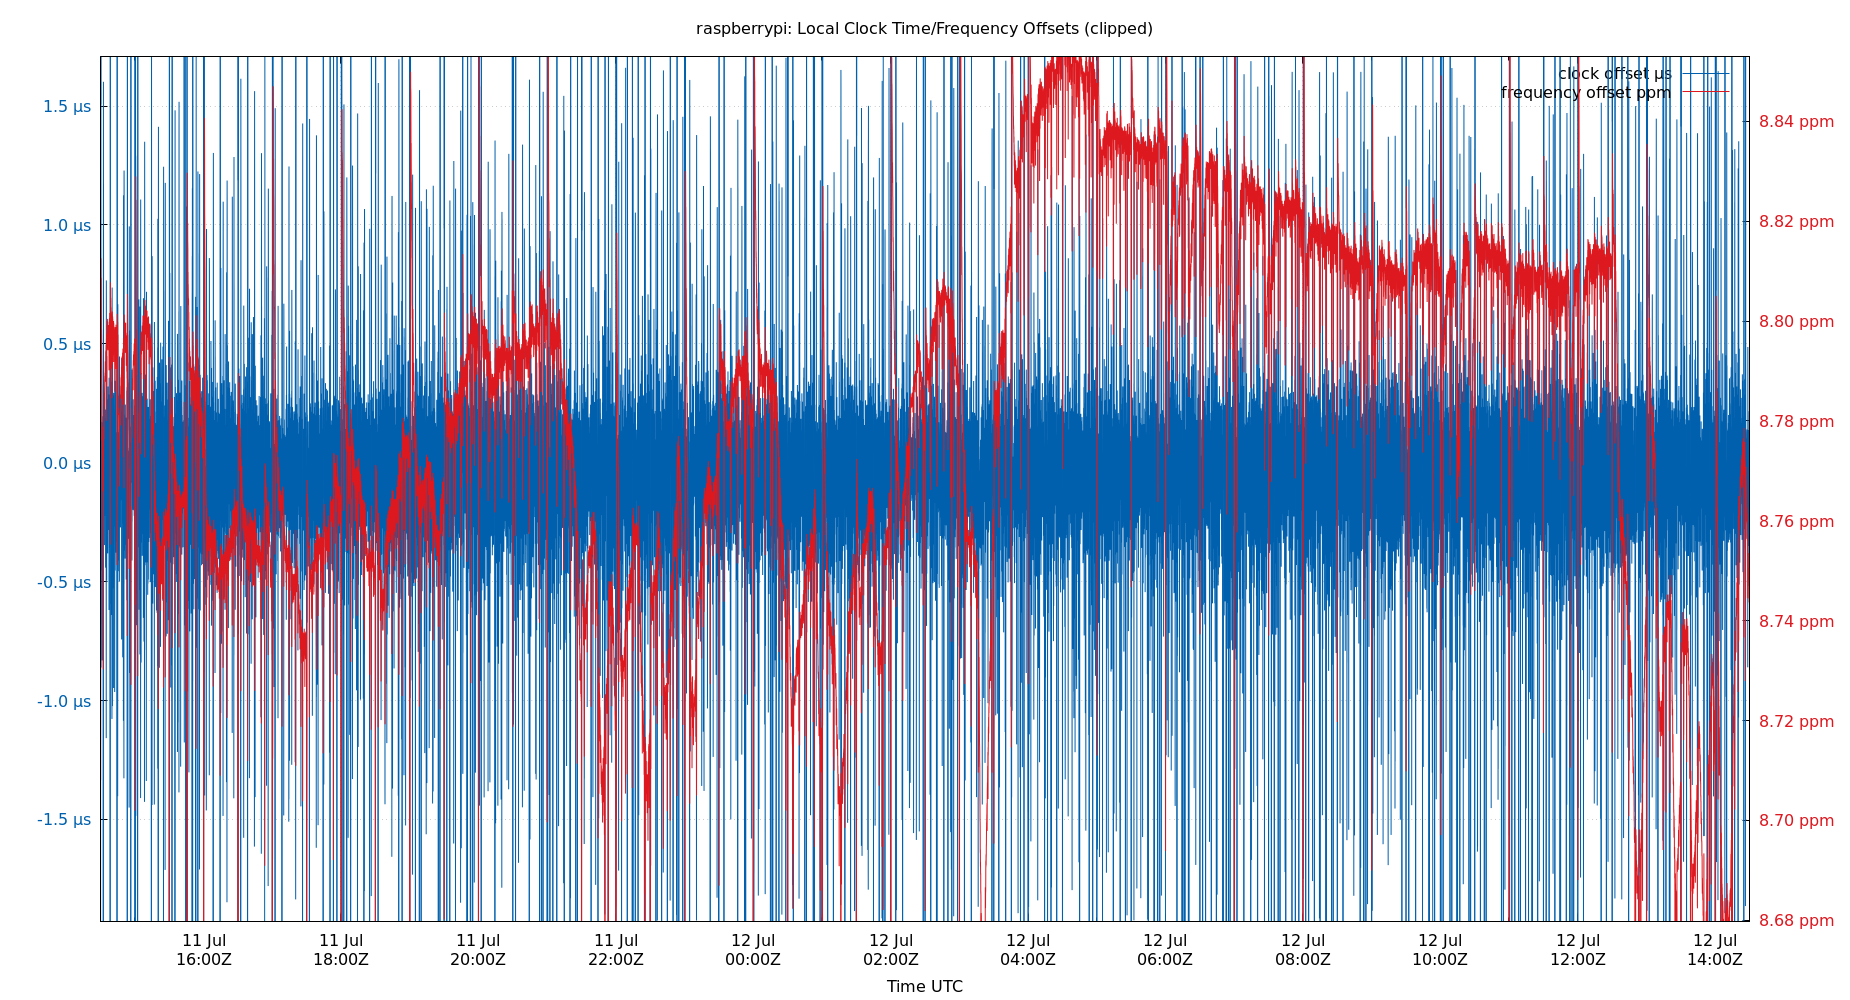 raspberrypi: Local Clock Time/Frequency Offsets (clipped)
clock offset µs
frequency offset ppm
1.5 µs
1.0 µs
0.5 µs
0.0 µs
-0.5 µs
-1.0 µs
-1.5 µs
8.84 ppm
8.82 ppm
8.80 ppm
8.78 ppm
8.76 ppm
8.74 ppm
8.72 ppm
8.70 ppm
8.68 ppm
11 Jul 11 Jul 11 Jul 11 Jul 12 Jul 12 Jul 12 Jul 12 Jul 12 Jul 12 Jul 12 Jul 12 Jul
16:00Z 18:00Z 20:00Z 22:00Z 00:00Z 02:00Z 04:00Z 06:00Z 08:00Z 10:00Z 12:00Z 14:00Z
Time UTC